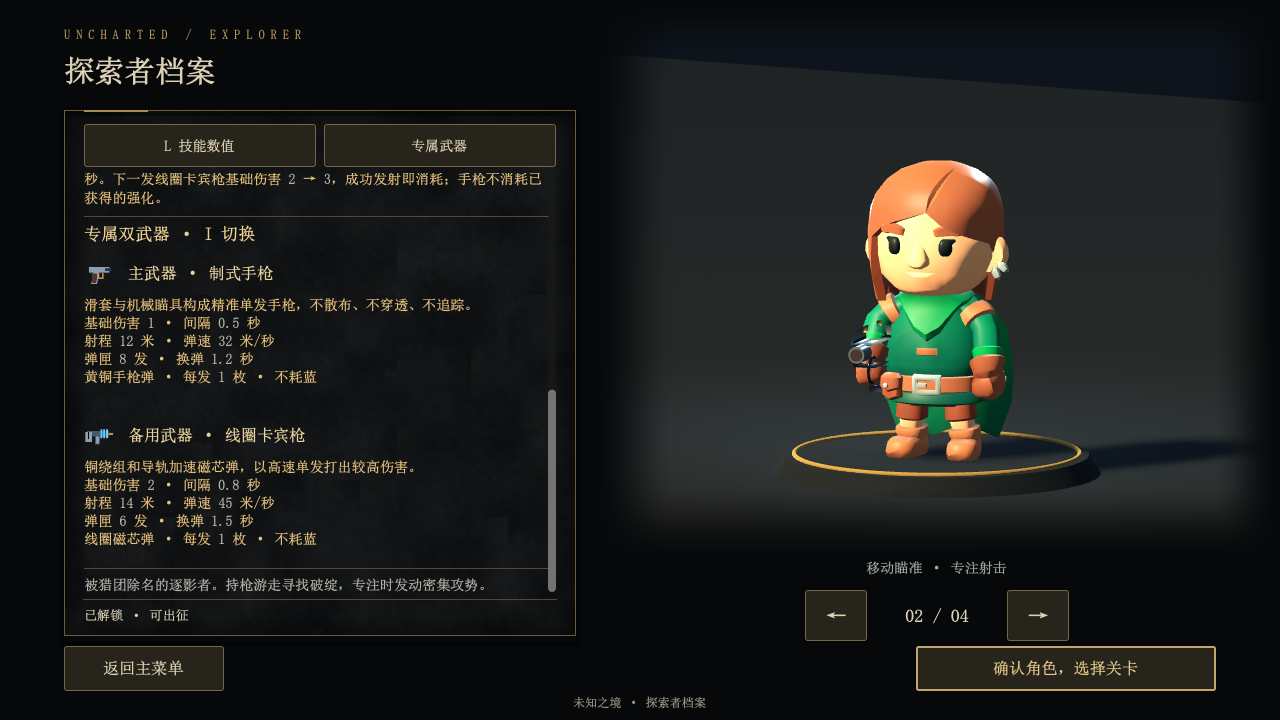 UNCHARTED / EXPLORER
探索者档案
L 技能数值
专属武器
秒。下一发线圈卡宾枪基础伤害 2 → 3，成功发射即消耗；手枪不消耗已
获得的强化。
专属双武器 • I 切换
主武器 • 制式手枪
滑套与机械瞄具构成精准单发手枪，不散布、不穿透、不追踪。
基础伤害 1 • 间隔 0.5 秒
射程 12 米 • 弹速 32 米/秒
弹匣 8 发 • 换弹 1.2 秒
黄铜手枪弹 • 每发 1 枚 • 不耗蓝
备用武器 • 线圈卡宾枪
铜绕组和导轨加速磁芯弹，以高速单发打出较高伤害。
基础伤害 2 • 间隔 0.8 秒
射程 14 米 • 弹速 45 米/秒
弹匣 6 发 • 换弹 1.5 秒
线圈磁芯弹 • 每发 1 枚 • 不耗蓝
被猎团除名的逐影者。持枪游走寻找破绽，专注时发动密集攻势。
已解锁 • 可出征
移动瞄准 • 专注射击
← 02 / 04 →
返回主菜单
确认角色，选择关卡
未知之境 • 探索者档案